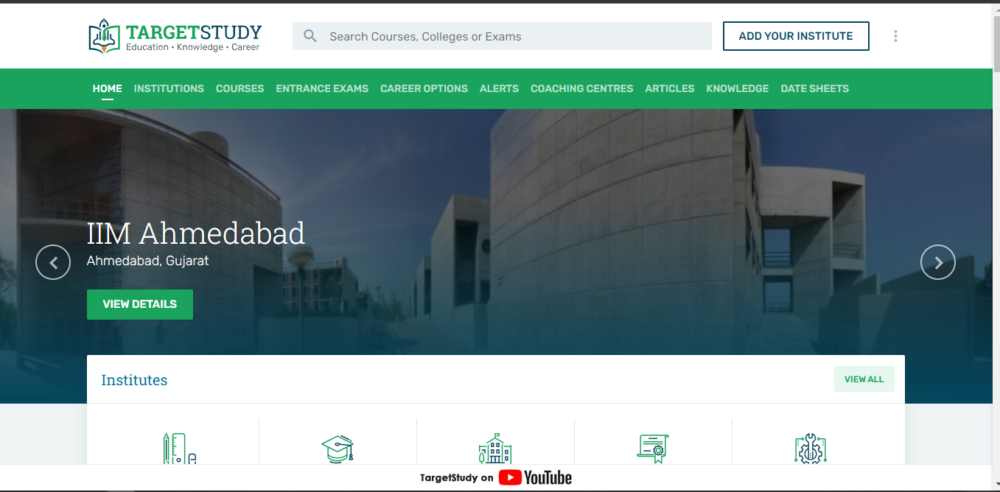 TARGETSTUDY
Education • Knowledge • Career
Search Courses, Colleges or Exams
ADD YOUR INSTITUTE
HOME INSTITUTIONS COURSES ENTRANCE EXAMS CAREER OPTIONS ALERTS COACHING CENTRES ARTICLES KNOWLEDGE DATE SHEETS
IIM Ahmedabad
Ahmedabad, Gujarat
VIEW DETAILS
Institutes
VIEW ALL
TargetStudy on YouTube